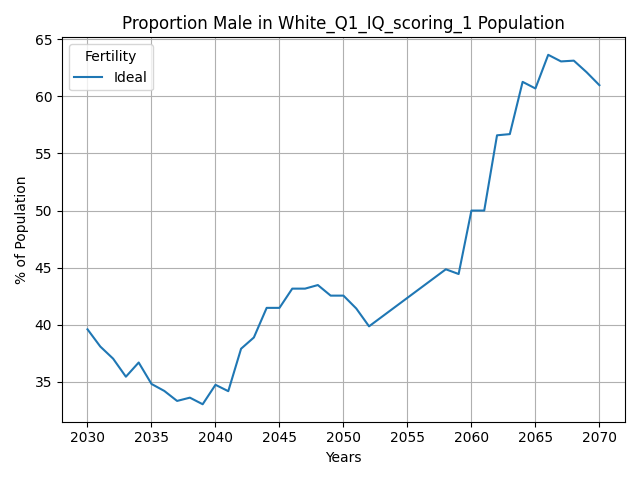 Proportion Male in White_Q1_IQ_scoring_1 Population
Fertility
Ideal
% of Population
65
60
55
50
45
40
35
2030 2035 2040 2045 2050 2055 2060 2065 2070
Years